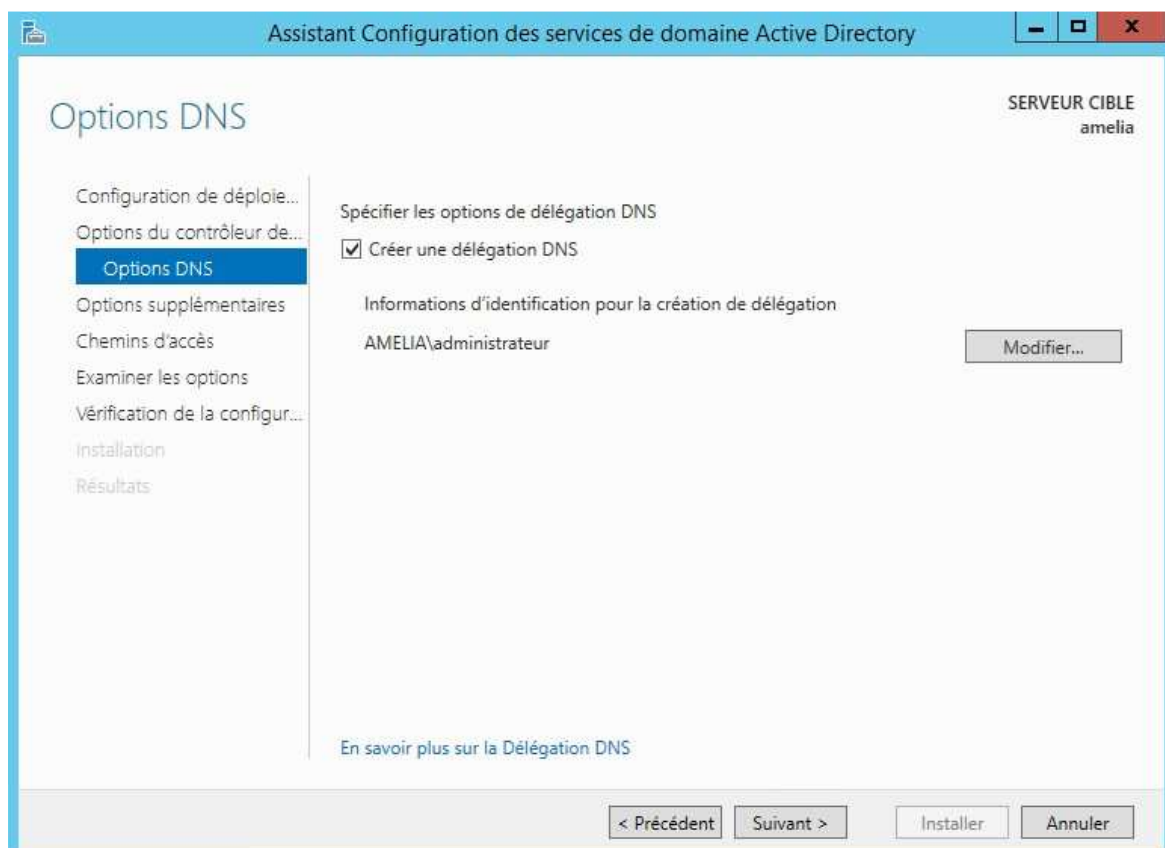 Assistant Configuration des services de domaine Active Directory
Options DNS
SERVEUR CIBLE
amelia
Configuration de déploie...
Options du contrôleur de...
Options DNS
Options supplémentaires
Chemins d'accès
Examiner les options
Vérification de la configur...
Installation
Résultats
Spécifier les options de délégation DNS
Créer une délégation DNS
Informations d'identification pour la création de délégation
AMELIA\administrateur
Modifier...
En savoir plus sur la Délégation DNS
< Précédent
Suivant >
Installer
Annuler